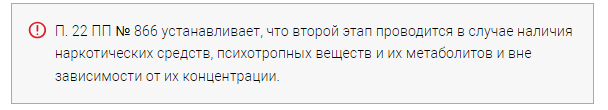 П. 22 ПП № 866 устанавливает, что второй этап проводится в случае наличия
наркотических средств, психотропных веществ и их метаболитов и вне
зависимости от их концентрации.